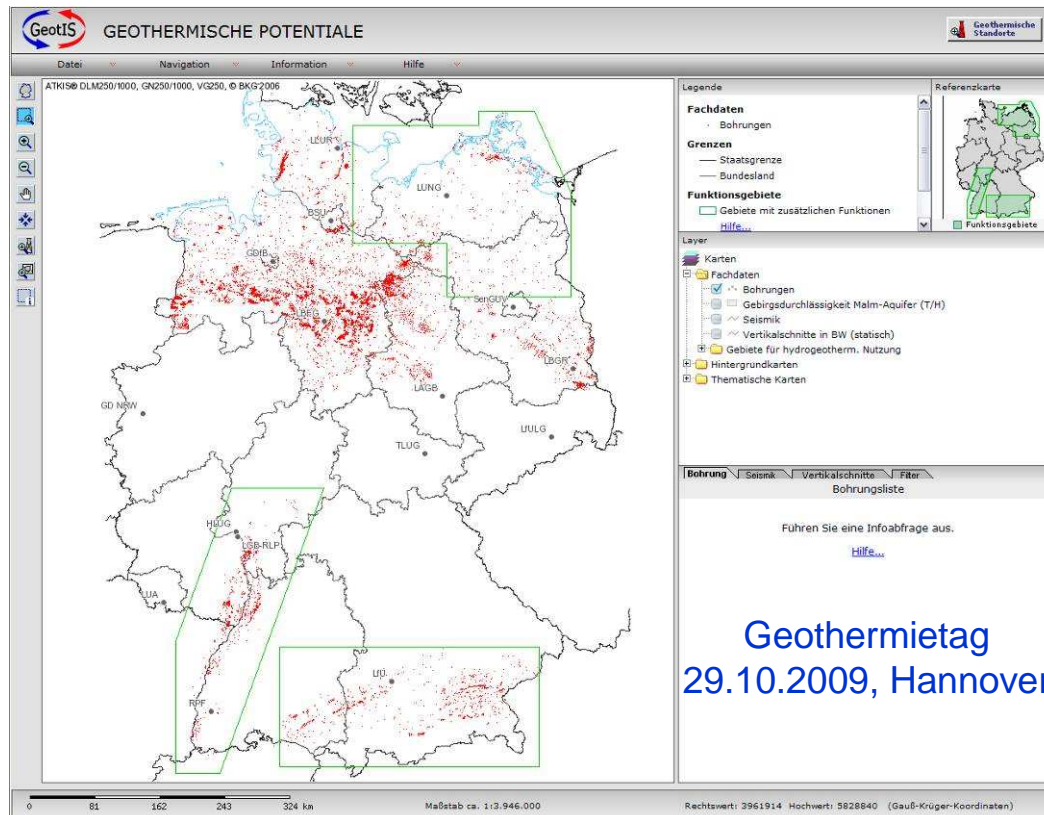 GeotIS GEOTHERMISCHE POTENTIALE
Geothermische
Standorte
Datei Navigation Information Hilfe
ATKIS® DLM250/1000, GN250/1000, VG250, © BKG 2006
LLUR
LUNG
BSU
GDfB
SenGUV
LBEG
LBGR
LAGB
GD NRW
LfULG
TLUG
HLUG
LGB-RLP
LUA
LfU
RPF
Legende
Fachdaten
Bohrungen
Grenzen
Staatsgrenze
Bundesland
Funktionsgebiete
Gebiete mit zusätzlichen Funktionen
Hilfe...
Referenzkarte
Funktionsgebiete
Layer
Karten
Fachdaten
Bohrungen
Gebirgsdurchlässigkeit Malm-Aquifer (T/H)
Seismik
Vertikalschnitte in BW (statisch)
Gebiete für hydrogeotherm. Nutzung
Hintergrundkarten
Thematische Karten
Bohrung Seismik Vertikalschnitte Filter
Bohrungsliste
Führen Sie eine Infoabfrage aus.
Hilfe...
Geothermietag
29.10.2009, Hannover
0 81 162 243 324 km
Maßstab ca. 1:3.946.000
Rechtswert: 3961914 Hochwert: 5828840 (Gauß-Krüger-Koordinaten)